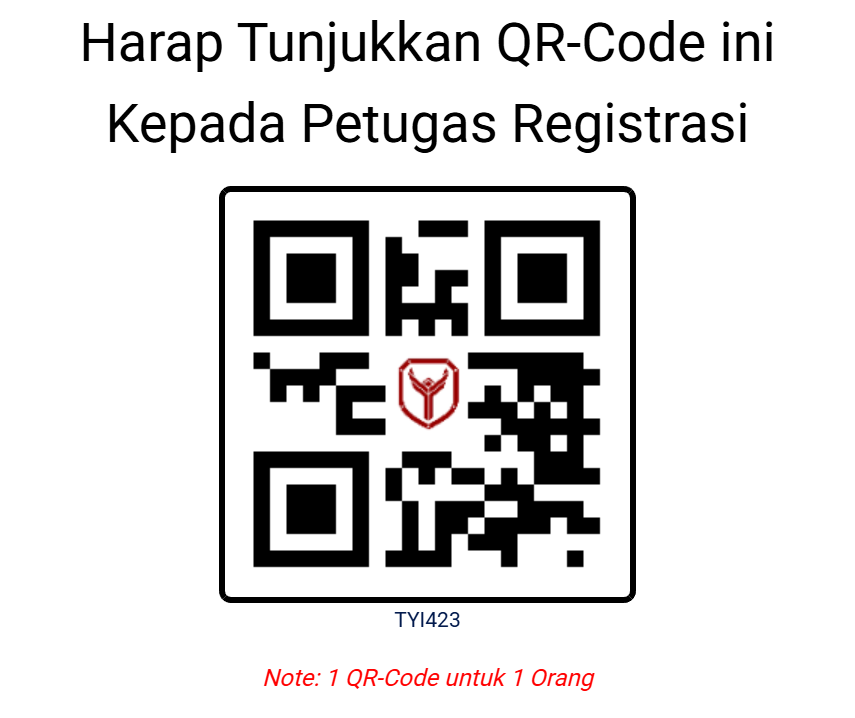 Harap Tunjukkan QR-Code ini
Kepada Petugas Registrasi
TYI423
Note: 1 QR-Code untuk 1 Orang